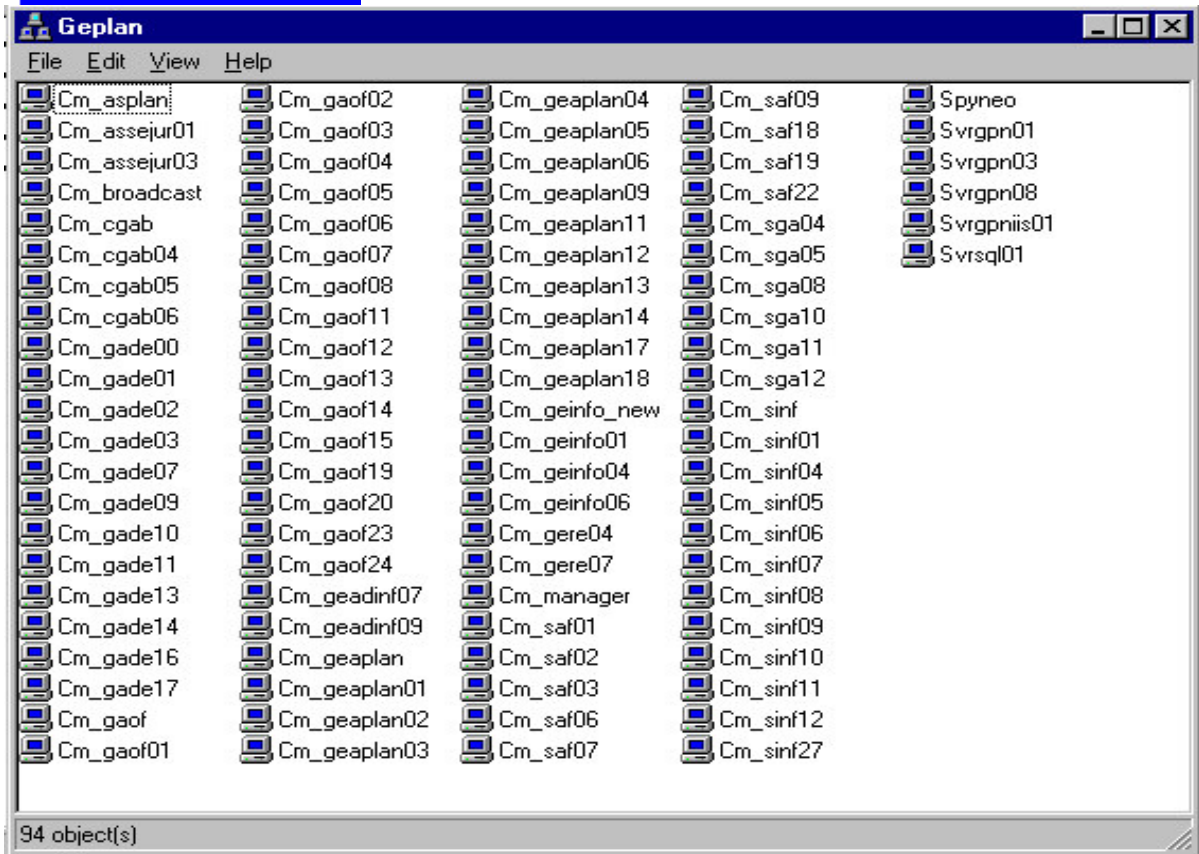 Geplan
File Edit View Help
Cm_asplan
Cm_assejur01
Cm_assejur03
Cm_broadcast
Cm_cgab
Cm_cgab04
Cm_cgab05
Cm_cgab06
Cm_gade00
Cm_gade01
Cm_gade02
Cm_gade03
Cm_gade07
Cm_gade09
Cm_gade10
Cm_gade11
Cm_gade13
Cm_gade14
Cm_gade16
Cm_gade17
Cm_gaof
Cm_gaof01
Cm_gaof02
Cm_gaof03
Cm_gaof04
Cm_gaof05
Cm_gaof06
Cm_gaof07
Cm_gaof08
Cm_gaof11
Cm_gaof12
Cm_gaof13
Cm_gaof14
Cm_gaof15
Cm_gaof19
Cm_gaof20
Cm_gaof23
Cm_gaof24
Cm_geadinf07
Cm_geadinf09
Cm_geaplan
Cm_geaplan01
Cm_geaplan02
Cm_geaplan03
Cm_geaplan04
Cm_geaplan05
Cm_geaplan06
Cm_geaplan09
Cm_geaplan11
Cm_geaplan12
Cm_geaplan13
Cm_geaplan14
Cm_geaplan17
Cm_geaplan18
Cm_geinfo_new
Cm_geinfo01
Cm_geinfo04
Cm_geinfo06
Cm_gere04
Cm_gere07
Cm_manager
Cm_saf01
Cm_saf02
Cm_saf03
Cm_saf06
Cm_saf07
Cm_saf09
Cm_saf18
Cm_saf19
Cm_saf22
Cm_sga04
Cm_sga05
Cm_sga08
Cm_sga10
Cm_sga11
Cm_sga12
Cm_sinf
Cm_sinf01
Cm_sinf04
Cm_sinf05
Cm_sinf06
Cm_sinf07
Cm_sinf08
Cm_sinf09
Cm_sinf10
Cm_sinf11
Cm_sinf12
Cm_sinf27
Spyneo
Svrgpn01
Svrgpn03
Svrgpn08
Svrgpniis01
Svrsql01
94 object(s)